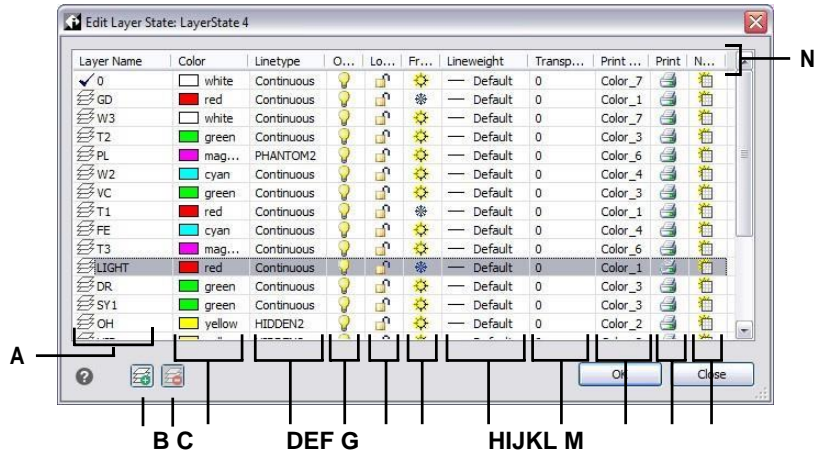 Edit Layer State: LayerState 4
Layer Name Color Linetype O... Lo... Fr... Lineweight Transp... Print ... Print N...
N
0 white Continuous Default 0 Color_7
GD red Continuous Default 0 Color_1
W3 white Continuous Default 0 Color_7
T2 green Continuous Default 0 Color_3
PL mag... PHANTOM2 Default 0 Color_6
W2 cyan Continuous Default 0 Color_4
VC green Continuous Default 0 Color_3
T1 red Continuous Default 0 Color_1
FE cyan Continuous Default 0 Color_4
T3 mag... Continuous Default 0 Color_6
LIGHT red Continuous Default 0 Color_1
DR green Continuous Default 0 Color_3
SY1 green Continuous Default 0 Color_3
OH yellow HIDDEN2 Default 0 Color_2
A
? OK Close
B C DEF G HIJKL M